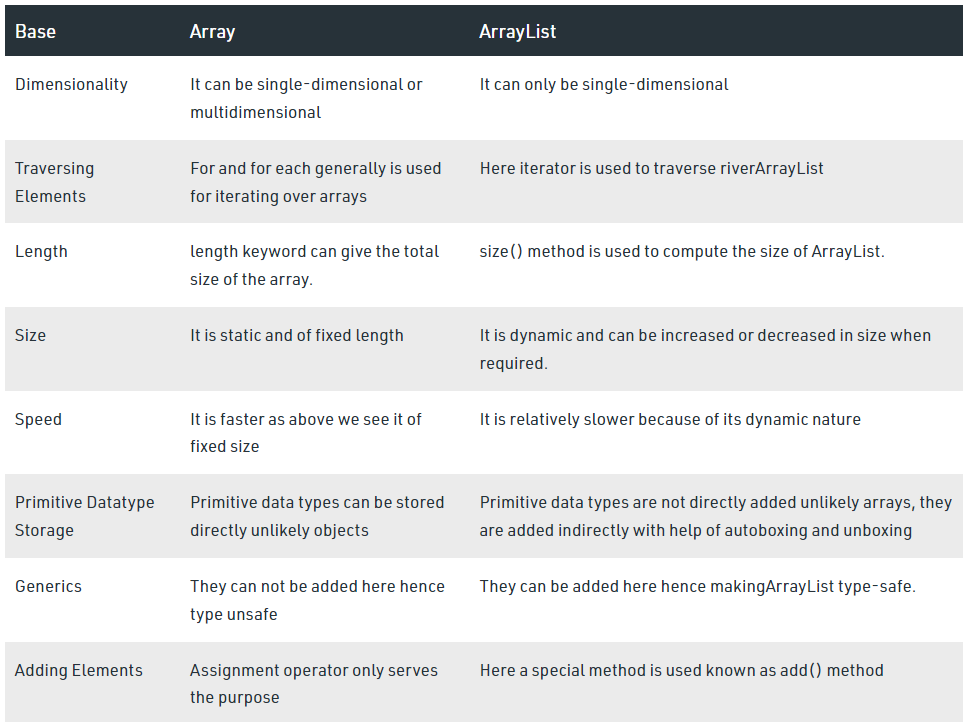 Base Array ArrayList
Dimensionality It can be single-dimensional or It can only be single-dimensional
multidimensional
Traversing For and for each generally is used Here iterator is used to traverse riverArrayList
Elements for iterating over arrays
Length length keyword can give the total size() method is used to compute the size of ArrayList.
size of the array.
Size It is static and of fixed length It is dynamic and can be increased or decreased in size when
required.
Speed It is faster as above we see it of It is relatively slower because of its dynamic nature
fixed size
Primitive Datatype Primitive data types can be stored Primitive data types are not directly added unlikely arrays, they
Storage directly unlikely objects are added indirectly with help of autoboxing and unboxing
Generics They can not be added here hence They can be added here hence makingArrayList type-safe.
type unsafe
Adding Elements Assignment operator only serves Here a special method is used known as add() method
the purpose